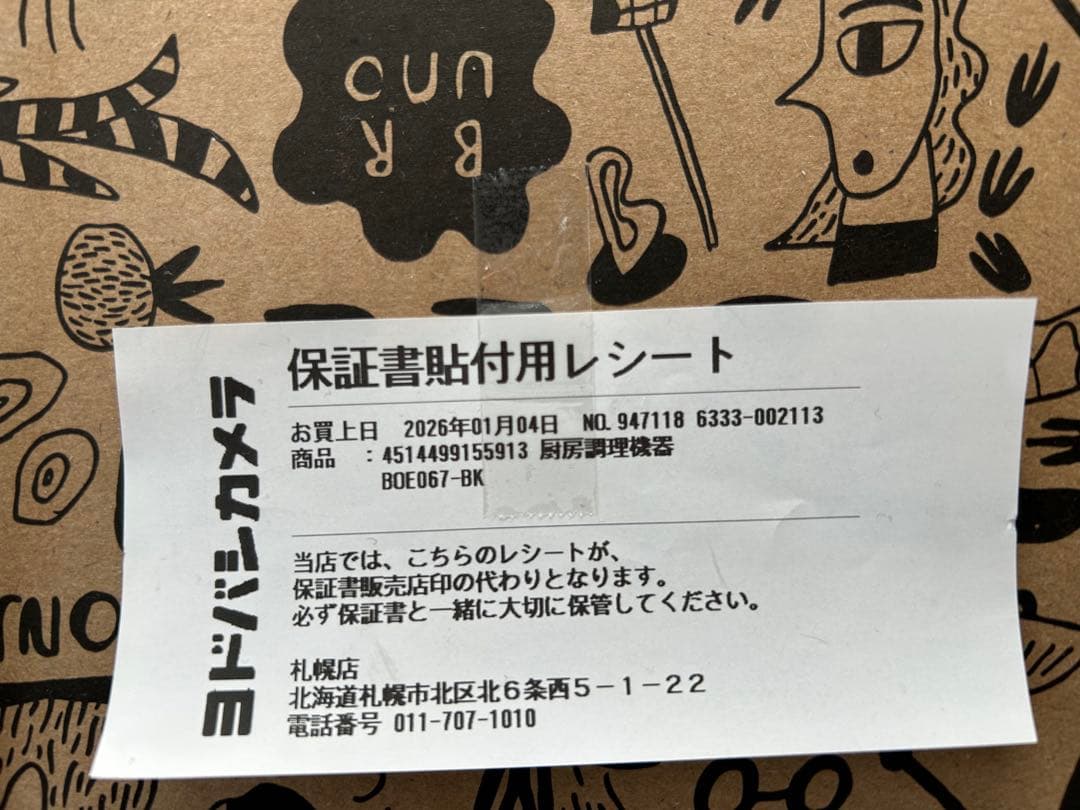 BR
UNO
保証書貼付用レシート
ヨドバシカメラ
お買上日 2026年01月04日 NO. 947118 6333-002113
商品 : 4514499155913 厨房調理機器
BOE067-BK
当店では、こちらのレシートが、
保証書販売店印の代わりとなります。
必ず保証書と一緒に大切に保管してください。
札幌店
北海道札幌市北区北6条西5-1-22
電話番号 011-707-1010